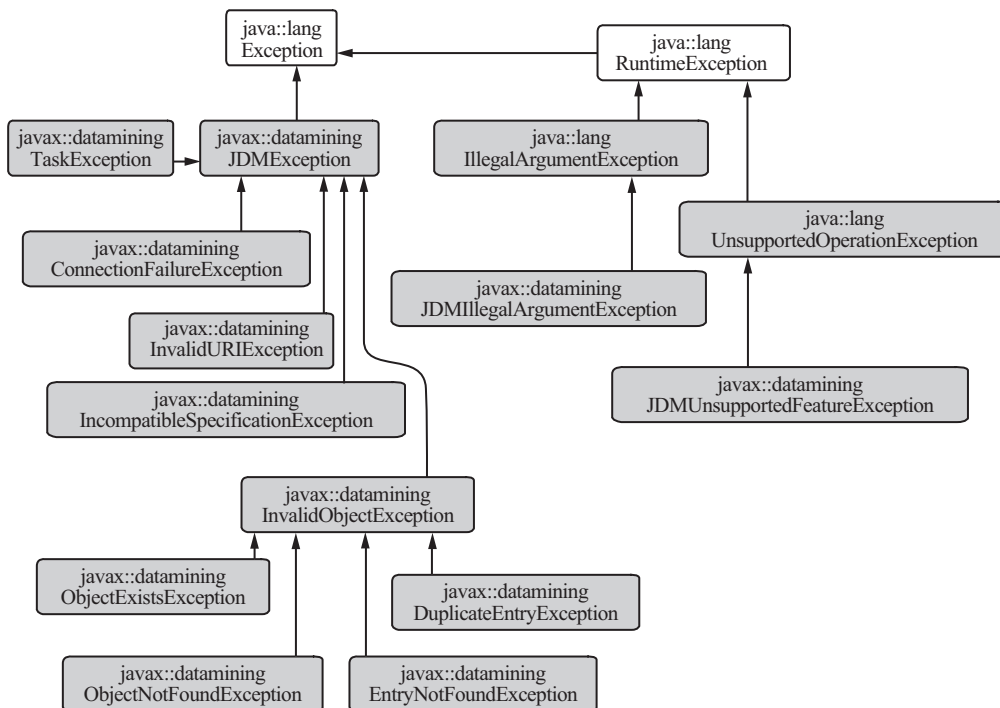 java::lang
Exception
java::lang
RuntimeException
javax::datamining
TaskException
javax::datamining
JDMException
java::lang
IllegalArgumentException
java::lang
UnsupportedOperationException
javax::datamining
ConnectionFailureException
javax::datamining
JDMIllegalArgumentException
javax::datamining
InvalidURIException
javax::datamining
IncompatibleSpecificationException
javax::datamining
JDMUnsupportedFeatureException
javax::datamining
InvalidObjectException
javax::datamining
ObjectExistsException
javax::datamining
DuplicateEntryException
javax::datamining
ObjectNotFoundException
javax::datamining
EntryNotFoundException